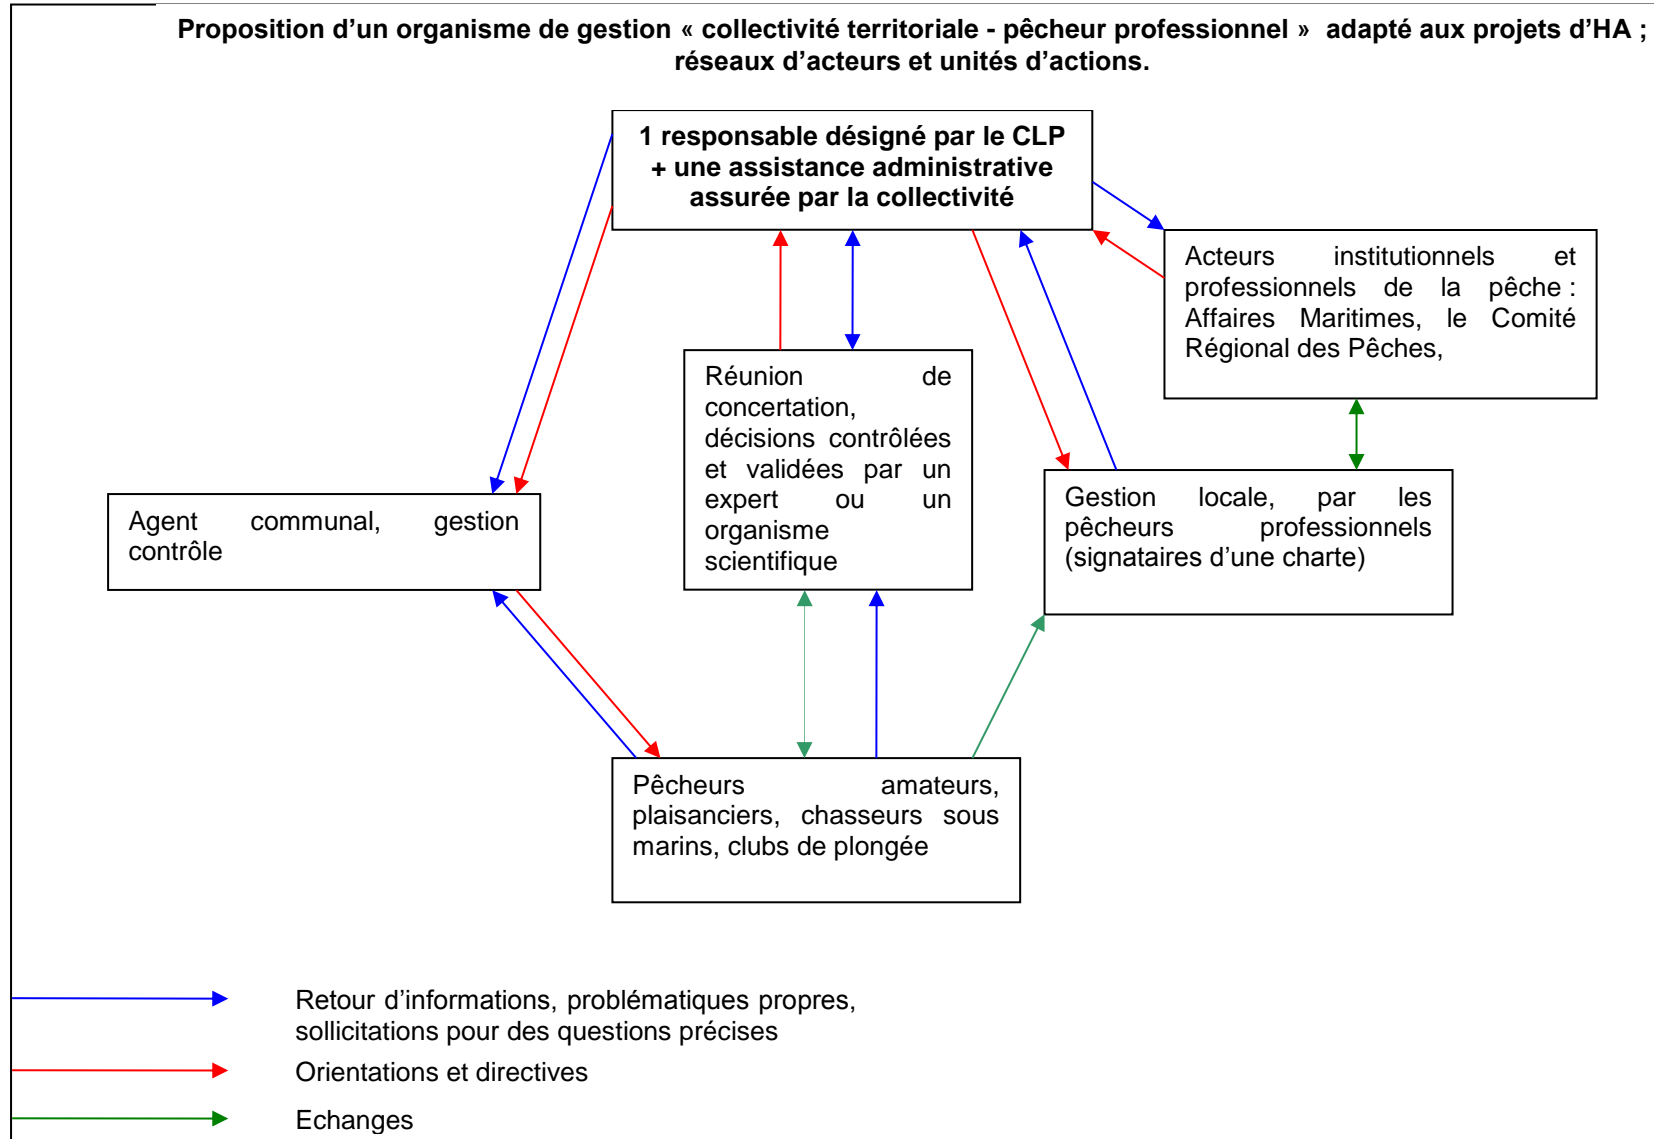 Proposition d’un organisme de gestion « collectivité territoriale - pêcheur professionnel »  adapté aux projets d’HA ;
réseaux d’acteurs et unités d’actions.
1 responsable désigné par le CLP
+ une assistance administrative
assurée par la collectivité
Acteurs institutionnels et
professionnels de la pêche :
Affaires Maritimes, le Comité
Régional des Pêches,
Réunion de
concertation,
décisions contrôlées
et validées par un
expert ou un
organisme
scientifique
Gestion locale, par les
pêcheurs professionnels
(signataires d’une charte)
Agent communal, gestion
contrôle
Pêcheurs amateurs,
plaisanciers, chasseurs sous
marins, clubs de plongée
Retour d’informations, problématiques propres,
sollicitations pour des questions précises
Orientations et directives
Echanges